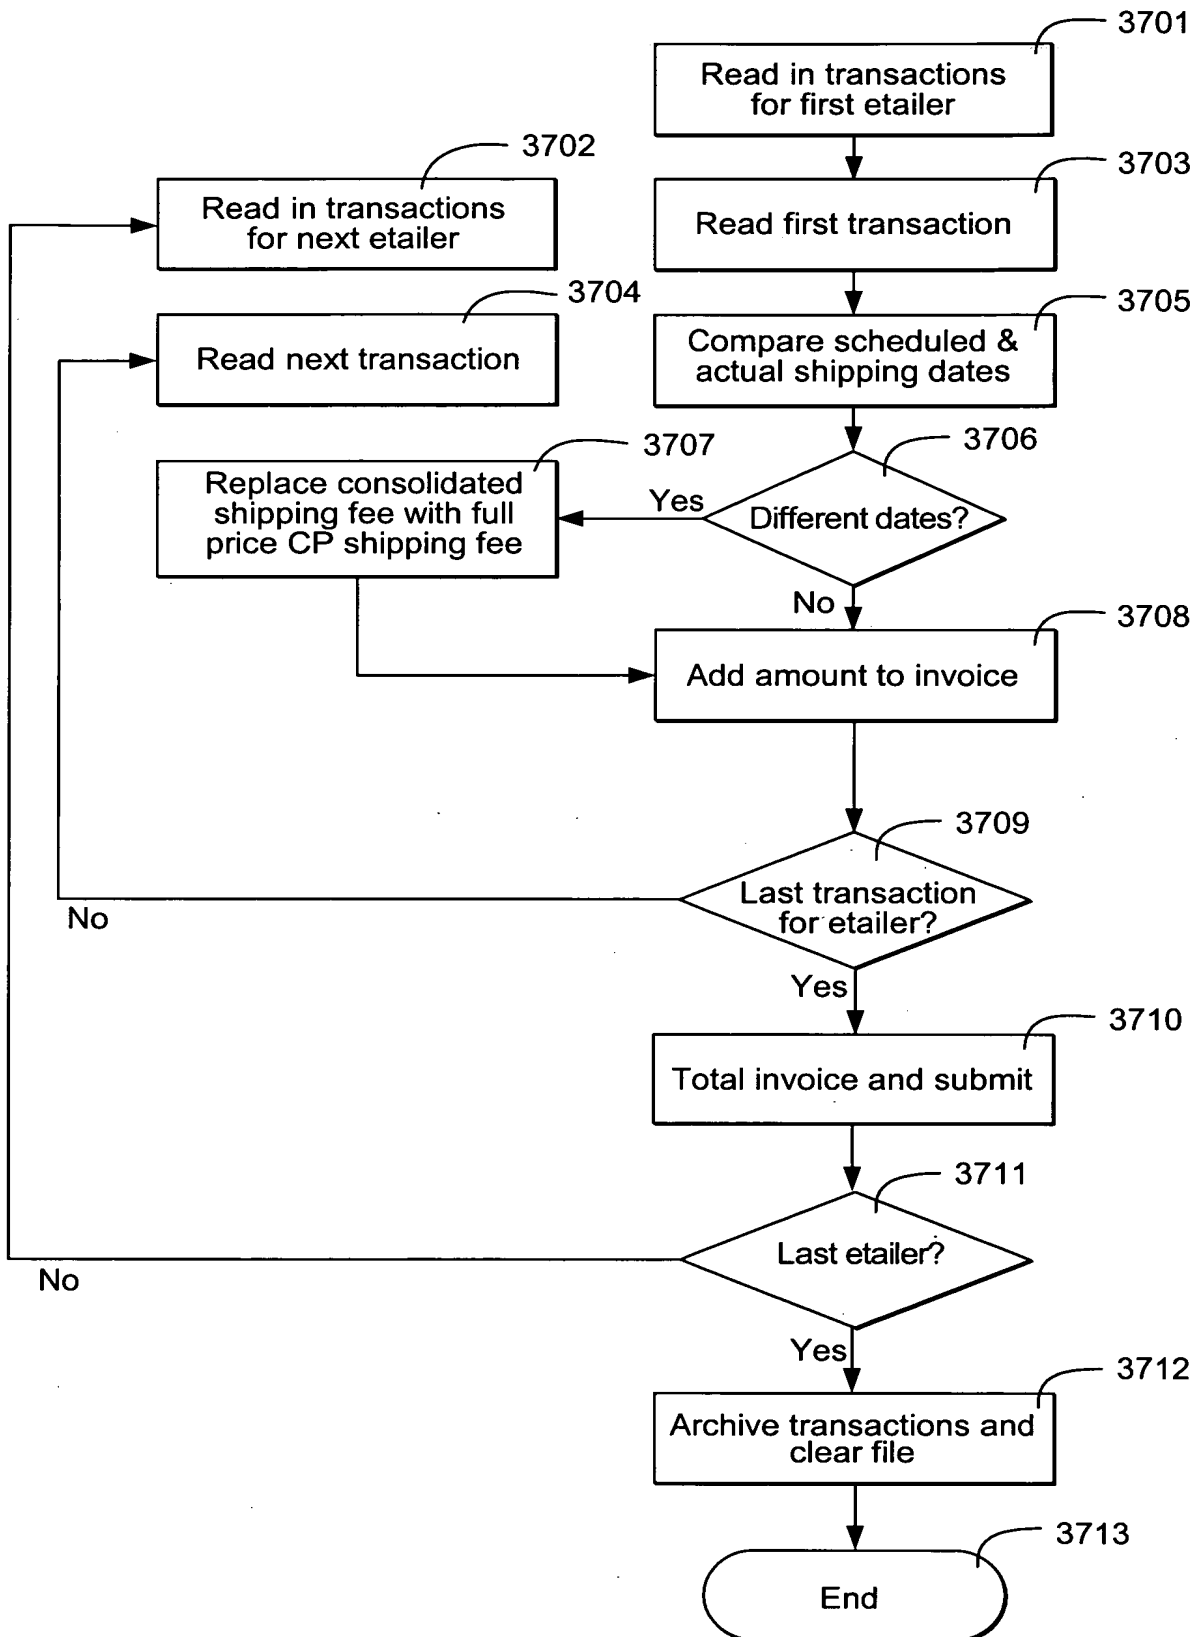 3701
Read in transactions
for first etailer
3702
Read in transactions
for next etailer
3703
Read first transaction
3704
Read next transaction
3705
Compare scheduled &
actual shipping dates
3706
Different dates?
Yes
3707
Replace consolidated
shipping fee with full
price CP shipping fee
No
3708
Add amount to invoice
3709
Last transaction
for etailer?
No
Yes
3710
Total invoice and submit
3711
Last etailer?
No
Yes
3712
Archive transactions and
clear file
3713
End